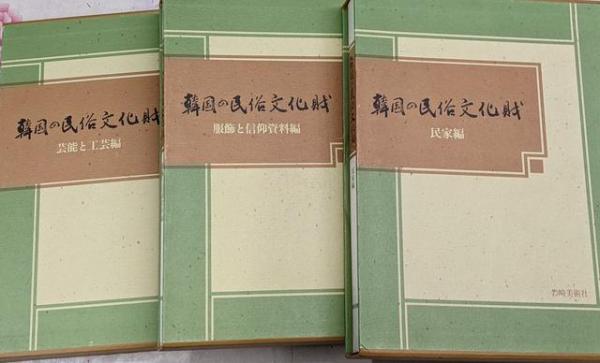 韓国の民俗文化財
芸能と工芸編
韓国の民俗文化財
服飾と信仰資料編
韓国の民俗文化財
民家編
岩崎美術社